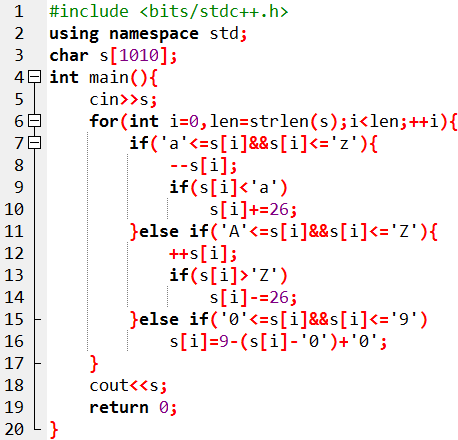 1 #include <bits/stdc++.h>
2 using namespace std;
3 char s[1010];
4 int main(){
5     cin>>s;
6     for(int i=0,len=strlen(s);i<len;++i){
7         if('a'<=s[i]&&s[i]<='z'){
8             --s[i];
9             if(s[i]<'a')
10                 s[i]+=26;
11         }else if('A'<=s[i]&&s[i]<='Z'){
12             ++s[i];
13             if(s[i]>'Z')
14                 s[i]-=26;
15         }else if('0'<=s[i]&&s[i]<='9')
16             s[i]=9-(s[i]-'0')+'0';
17     }
18     cout<<s;
19     return 0;
20 }